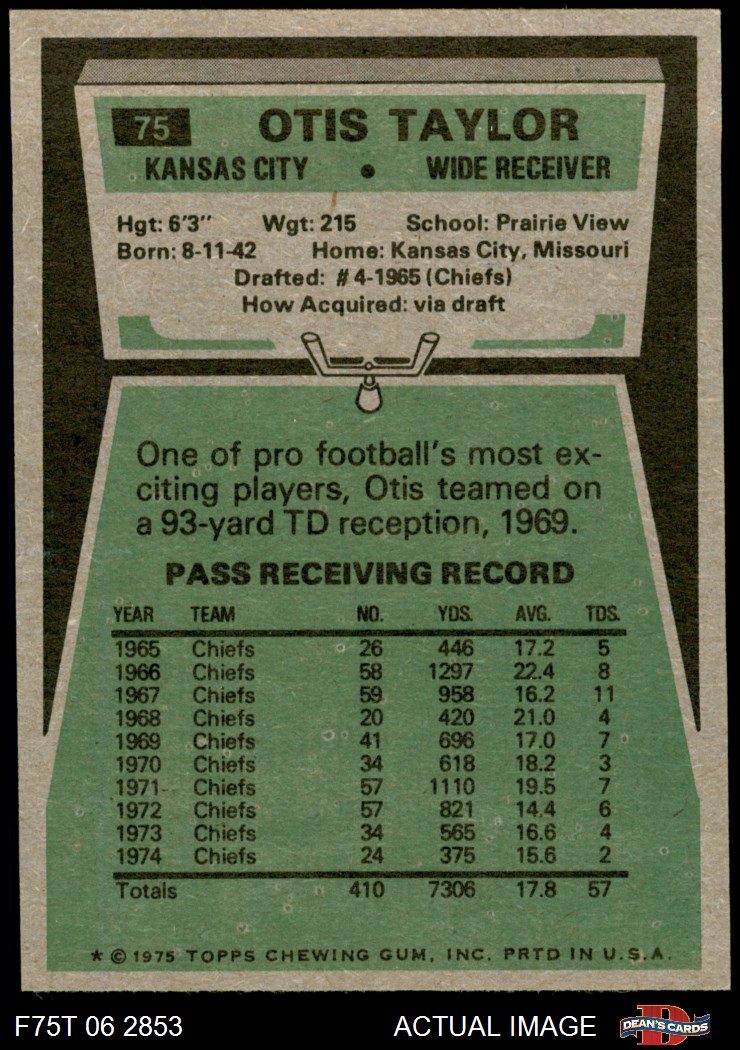 75 OTIS TAYLOR
KANSAS CITY • WIDE RECEIVER
Hgt: 6'3" Wgt: 215 School: Prairie View
Born: 8-11-42 Home: Kansas City, Missouri
Drafted: #4-1965 (Chiefs)
How Acquired: via draft
One of pro football's most ex-
citing players, Otis teamed on
a 93-yard TD reception, 1969.
PASS RECEIVING RECORD
YEAR TEAM NO. YDS. AVG. TDS.
1965 Chiefs 26 446 17.2 5
1966 Chiefs 58 1297 22.4 8
1967 Chiefs 59 958 16.2 11
1968 Chiefs 20 420 21.0 4
1969 Chiefs 41 696 17.0 7
1970 Chiefs 34 618 18.2 3
1971 Chiefs 57 1110 19.5 7
1972 Chiefs 57 821 14.4 6
1973 Chiefs 34 565 16.6 4
1974 Chiefs 24 375 15.6 2
Totals 410 7306 17.8 57
* © 1975 TOPPS CHEWING GUM, INC. PRTD IN U.S.A.
F75T 06 2853 ACTUAL IMAGE D DEAN'S CARDS